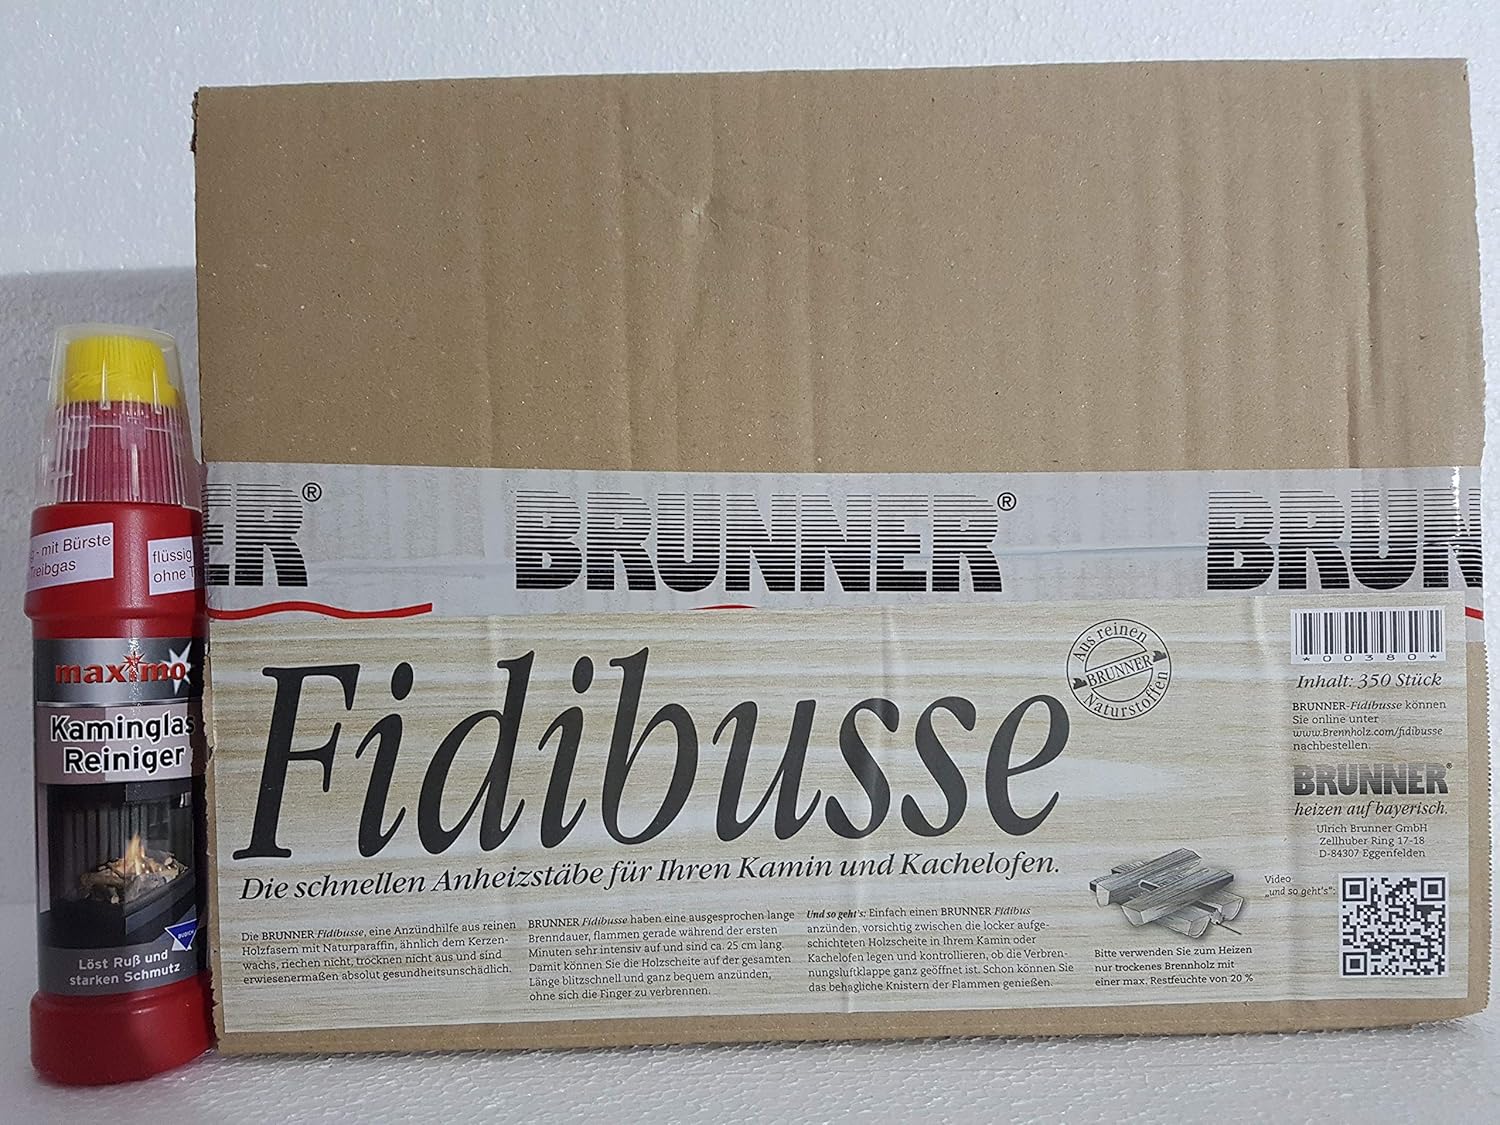 - mit Bürste
Treibgas
flüssig
ohne
maximo
Kaminglas
Reiniger
BUDICH
Löst Ruß und
starken Schmutz
BRUNNER®
Aus reinen
BRUNNER
Naturstoffen
Fidibusse
Die schnellen Anheizstäbe für Ihren Kamin und Kachelofen.
Die BRUNNER Fidibusse, eine Anzündhilfe aus reinen
Holzfasern mit Naturparaffin, ähnlich dem Kerzen-
wachs, riechen nicht, trocknen nicht aus und sind
erwiesenermaßen absolut gesundheitsunschädlich.
BRUNNER Fidibusse haben eine ausgesprochen lange
Brenndauer, flammen gerade während der ersten
Minuten sehr intensiv auf und sind ca. 25 cm lang.
Damit können Sie die Holzscheite auf der gesamten
Länge blitzschnell und ganz bequem anzünden,
ohne sich die Finger zu verbrennen.
Und so geht's: Einfach einen BRUNNER Fidibus
anzünden, vorsichtig zwischen die locker aufge-
schichteten Holzscheite in Ihrem Kamin oder
Kachelofen legen und kontrollieren, ob die Verbren-
nungsluftklappe ganz geöffnet ist. Schon können Sie
das behagliche Knistern der Flammen genießen.
Bitte verwenden Sie zum Heizen
nur trockenes Brennholz mit
einer max. Restfeuchte von 20 %
*00380*
Inhalt: 350 Stück
BRUNNER-Fidibusse können
Sie online unter
www.Brennholz.com/fidibusse
nachbestellen.
BRUNNER®
heizen auf bayerisch.
Ulrich Brunner GmbH
Zellhuber Ring 17-18
D-84307 Eggenfelden
Video
„und so geht's":